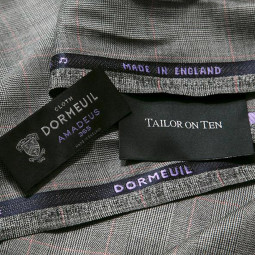 MADE IN ENGLAND
CLOTH
DORMEUIL
AMADEUS
365
TAILOR ON TEN
DORMEUIL